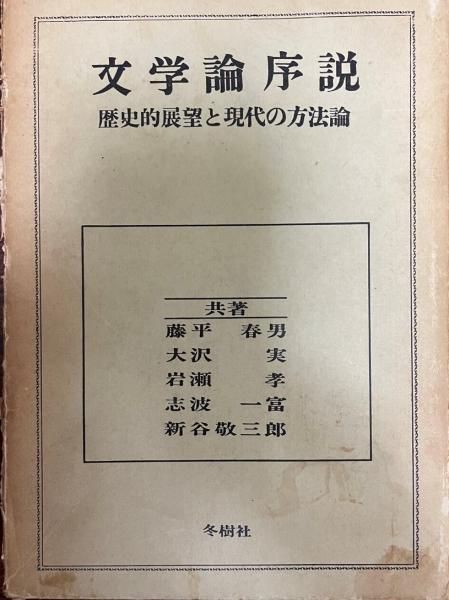 文学論序説
歴史的展望と現代の方法論
共著
藤平 春男
大沢 実
岩瀬 孝
志波 一富
新谷敬三郎
冬樹社